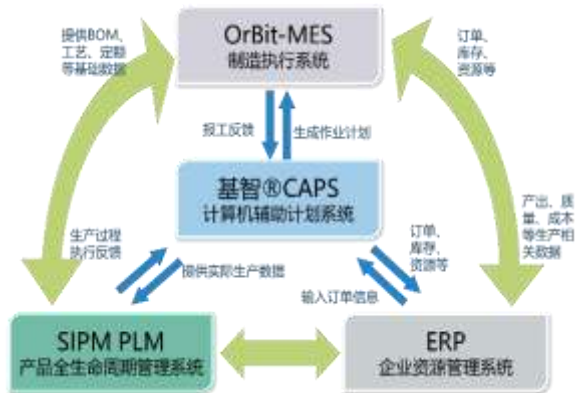 OrBit-MES
制造执行系统
提供BOM、
工艺、定额
等基础数据
订单、
库存、
资源等
报工反馈
生成作业计划
基智®CAPS
计算机辅助计划系统
生产过程
执行反馈
提供实际生产数据
订单、
库存、
资源等
输入订单信息
产出、质
量、成本
等生产相
关数据
SIPM PLM
产品全生命周期管理系统
ERP
企业资源管理系统